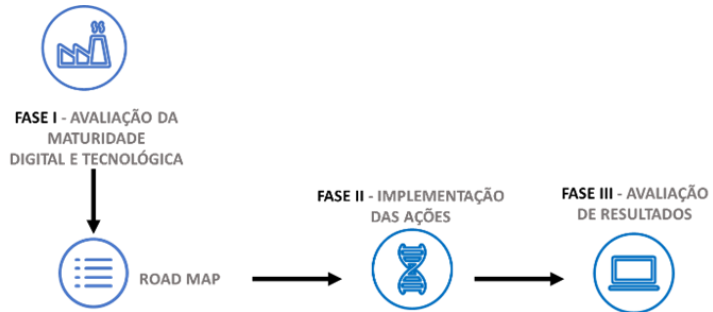 FASE I - AVALIAÇÃO DA
MATURIDADE
DIGITAL E TECNOLÓGICA
ROAD MAP
FASE II - IMPLEMENTAÇÃO
DAS AÇÕES
FASE III - AVALIAÇÃO
DE RESULTADOS